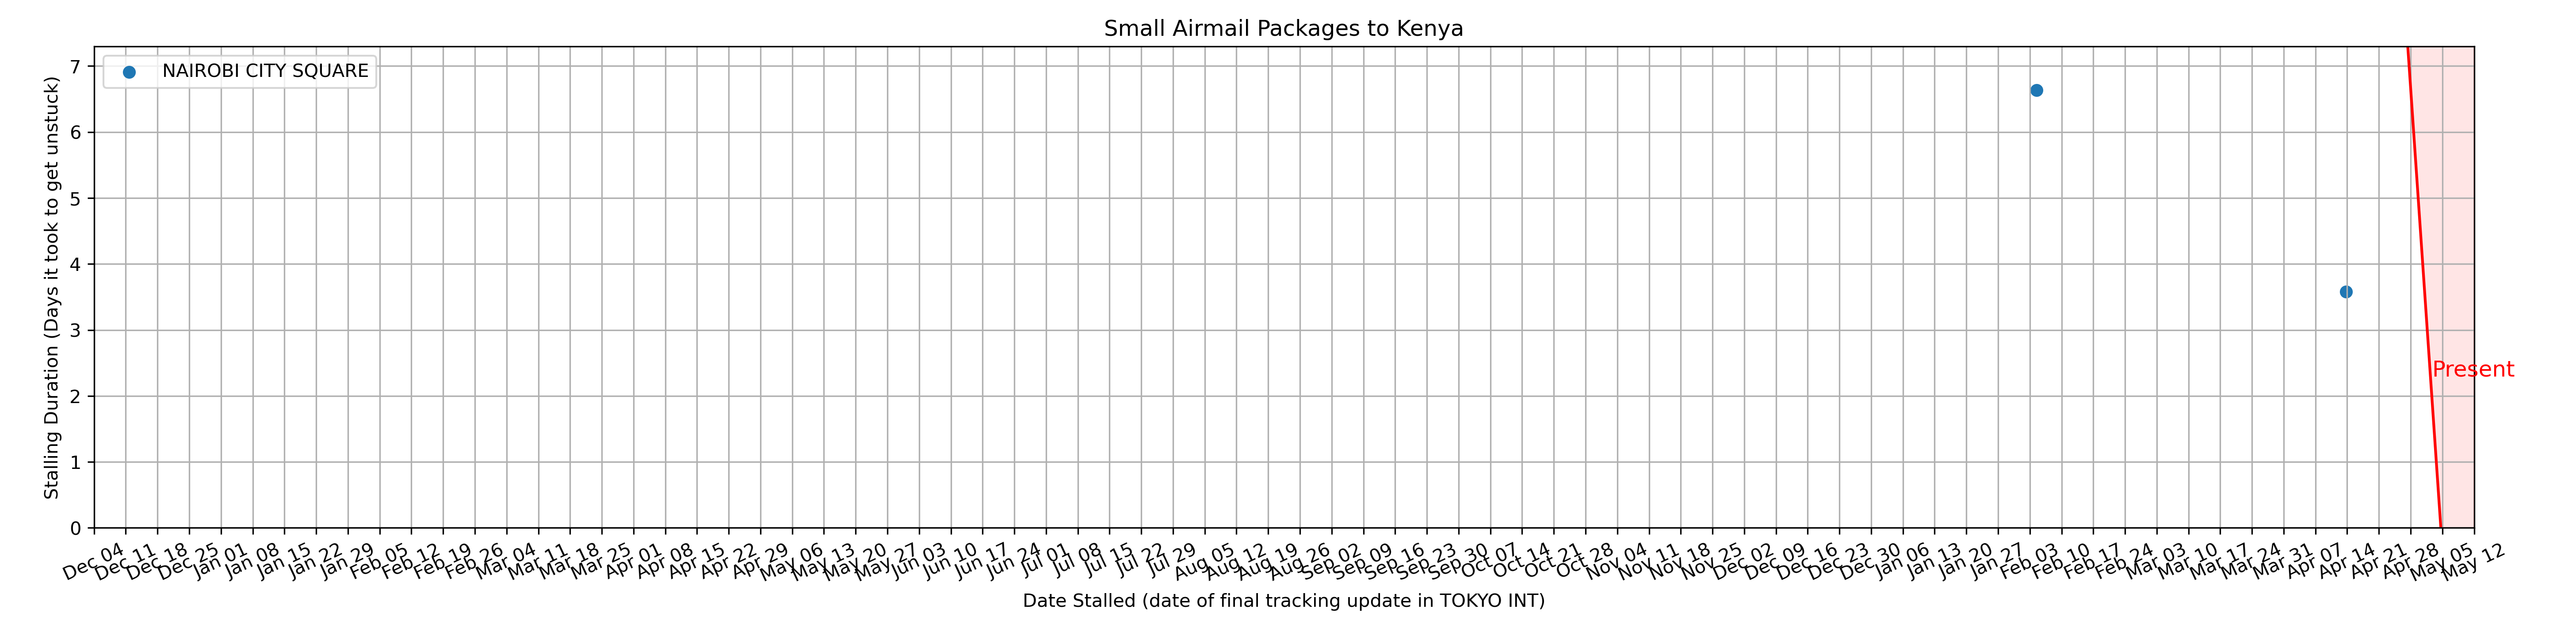 Small Airmail Packages to Kenya
NAIROBI CITY SQUARE
Stalling Duration (Days it took to get unstuck)
7
6
5
4
3
2
1
0
Present
Dec 04 Dec 11 Dec 18 Dec 25 Jan 01 Jan 08 Jan 15 Jan 22 Jan 29 Feb 05 Feb 12 Feb 19 Feb 26 Mar 04 Mar 11 Mar 18 Mar 25 Apr 01 Apr 08 Apr 15 Apr 22 Apr 29 May 06 May 13 May 20 May 27 Jun 03 Jun 10 Jun 17 Jun 24 Jul 01 Jul 08 Jul 15 Jul 22 Jul 29 Aug 05 Aug 12 Aug 19 Aug 26 Sep 02 Sep 09 Sep 16 Sep 23 Sep 30 Oct 07 Oct 14 Oct 21 Oct 28 Nov 04 Nov 11 Nov 18 Nov 25 Dec 02 Dec 09 Dec 16 Dec 23 Dec 30 Jan 06 Jan 13 Jan 20 Jan 27 Feb 03 Feb 10 Feb 17 Feb 24 Mar 03 Mar 10 Mar 17 Mar 24 Mar 31 Apr 07 Apr 14 Apr 21 Apr 28 May 05 May 12
Date Stalled (date of final tracking update in TOKYO INT)